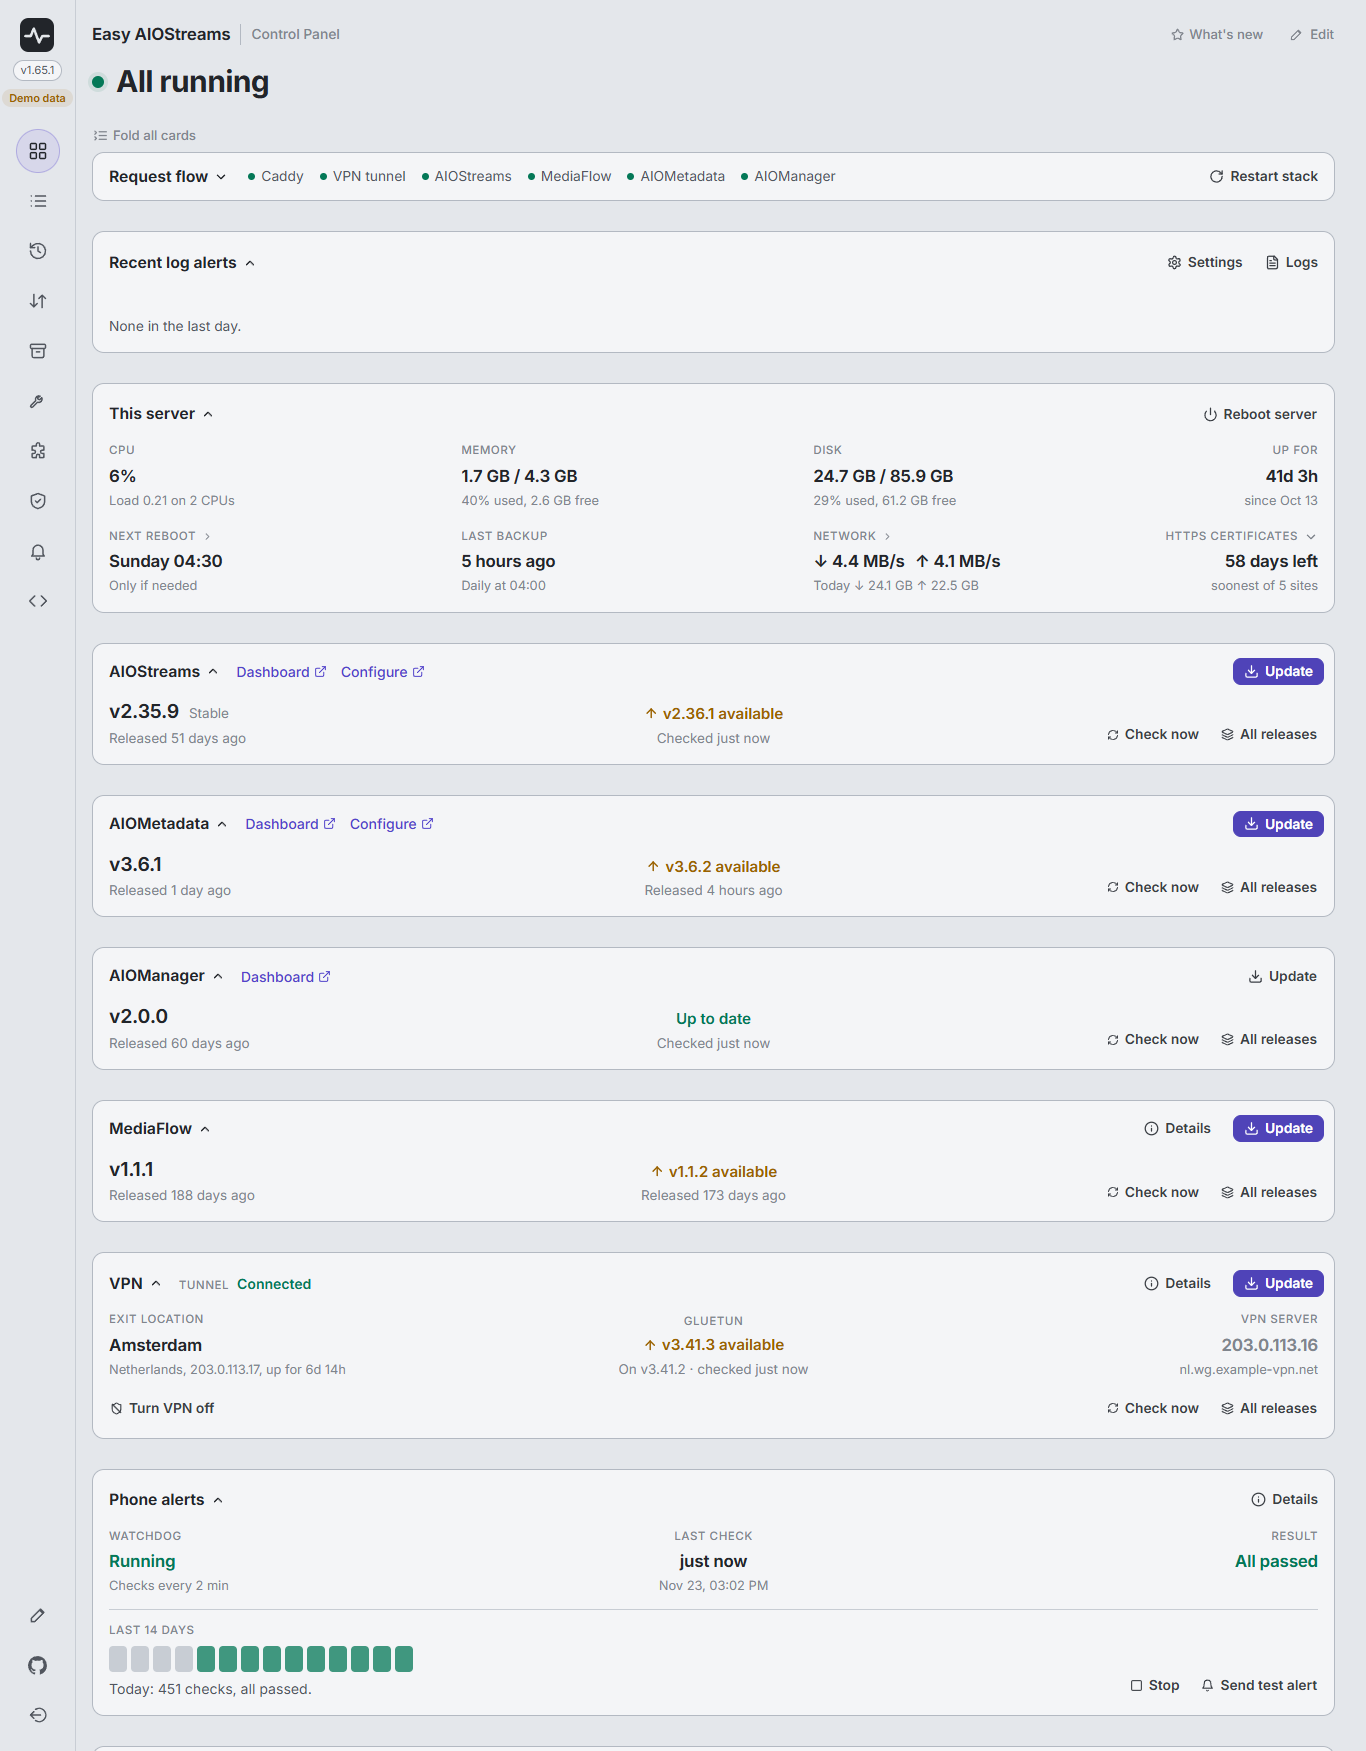 Easy AIOStreams
Control Panel
What's new
Edit
v1.65.1
Demo data
All running
Fold all cards
Request flow
Caddy
VPN tunnel
AIOStreams
MediaFlow
AIOMetadata
AIOManager
Restart stack
Recent log alerts
Settings
Logs
None in the last day.
This server
Reboot server
CPU
MEMORY
DISK
UP FOR
6%
1.7 GB / 4.3 GB
24.7 GB / 85.9 GB
41d 3h
Load 0.21 on 2 CPUs
40% used, 2.6 GB free
29% used, 61.2 GB free
since Oct 13
NEXT REBOOT
LAST BACKUP
NETWORK
HTTPS CERTIFICATES
Sunday 04:30
5 hours ago
↓ 4.4 MB/s ↑ 4.1 MB/s
58 days left
Only if needed
Daily at 04:00
Today ↓ 24.1 GB ↑ 22.5 GB
soonest of 5 sites
AIOStreams
Dashboard
Configure
Update
v2.35.9 Stable
↑ v2.36.1 available
Released 51 days ago
Checked just now
Check now
All releases
AIOMetadata
Dashboard
Configure
Update
v3.6.1
↑ v3.6.2 available
Released 1 day ago
Released 4 hours ago
Check now
All releases
AIOManager
Dashboard
Update
v2.0.0
Up to date
Released 60 days ago
Checked just now
Check now
All releases
MediaFlow
Details
Update
v1.1.1
↑ v1.1.2 available
Released 188 days ago
Released 173 days ago
Check now
All releases
VPN
TUNNEL Connected
Details
Update
EXIT LOCATION
GLUETUN
VPN SERVER
Amsterdam
↑ v3.41.3 available
203.0.113.16
Netherlands, 203.0.113.17, up for 6d 14h
On v3.41.2 · checked just now
nl.wg.example-vpn.net
Turn VPN off
Check now
All releases
Phone alerts
Details
WATCHDOG
LAST CHECK
RESULT
Running
just now
All passed
Checks every 2 min
Nov 23, 03:02 PM
LAST 14 DAYS
Today: 451 checks, all passed.
Stop
Send test alert